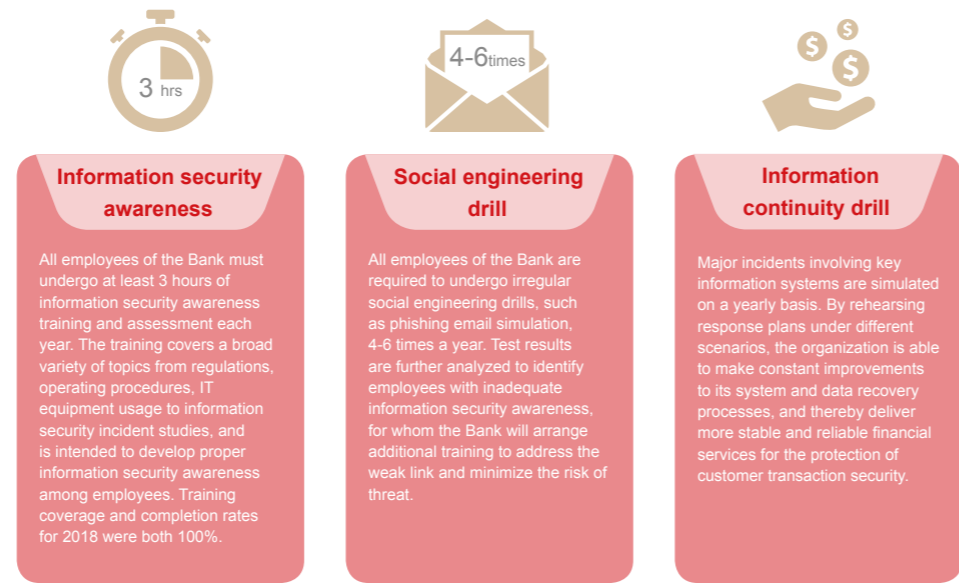 3 hrs
4-6times
$
$
$
Information security
awareness
All employees of the Bank must
undergo at least 3 hours of
information security awareness
training and assessment each
year. The training covers a broad
variety of topics from regulations,
operating procedures, IT
equipment usage to information
security incident studies, and
is intended to develop proper
information security awareness
among employees. Training
coverage and completion rates
for 2018 were both 100%.
Social engineering
drill
All employees of the Bank are
required to undergo irregular
social engineering drills, such
as phishing email simulation,
4-6 times a year. Test results
are further analyzed to identify
employees with inadequate
information security awareness,
for whom the Bank will arrange
additional training to address the
weak link and minimize the risk of
threat.
Information
continuity drill
Major incidents involving key
information systems are simulated
on a yearly basis. By rehearsing
response plans under different
scenarios, the organization is able
to make constant improvements
to its system and data recovery
processes, and thereby deliver
more stable and reliable financial
services for the protection of
customer transaction security.